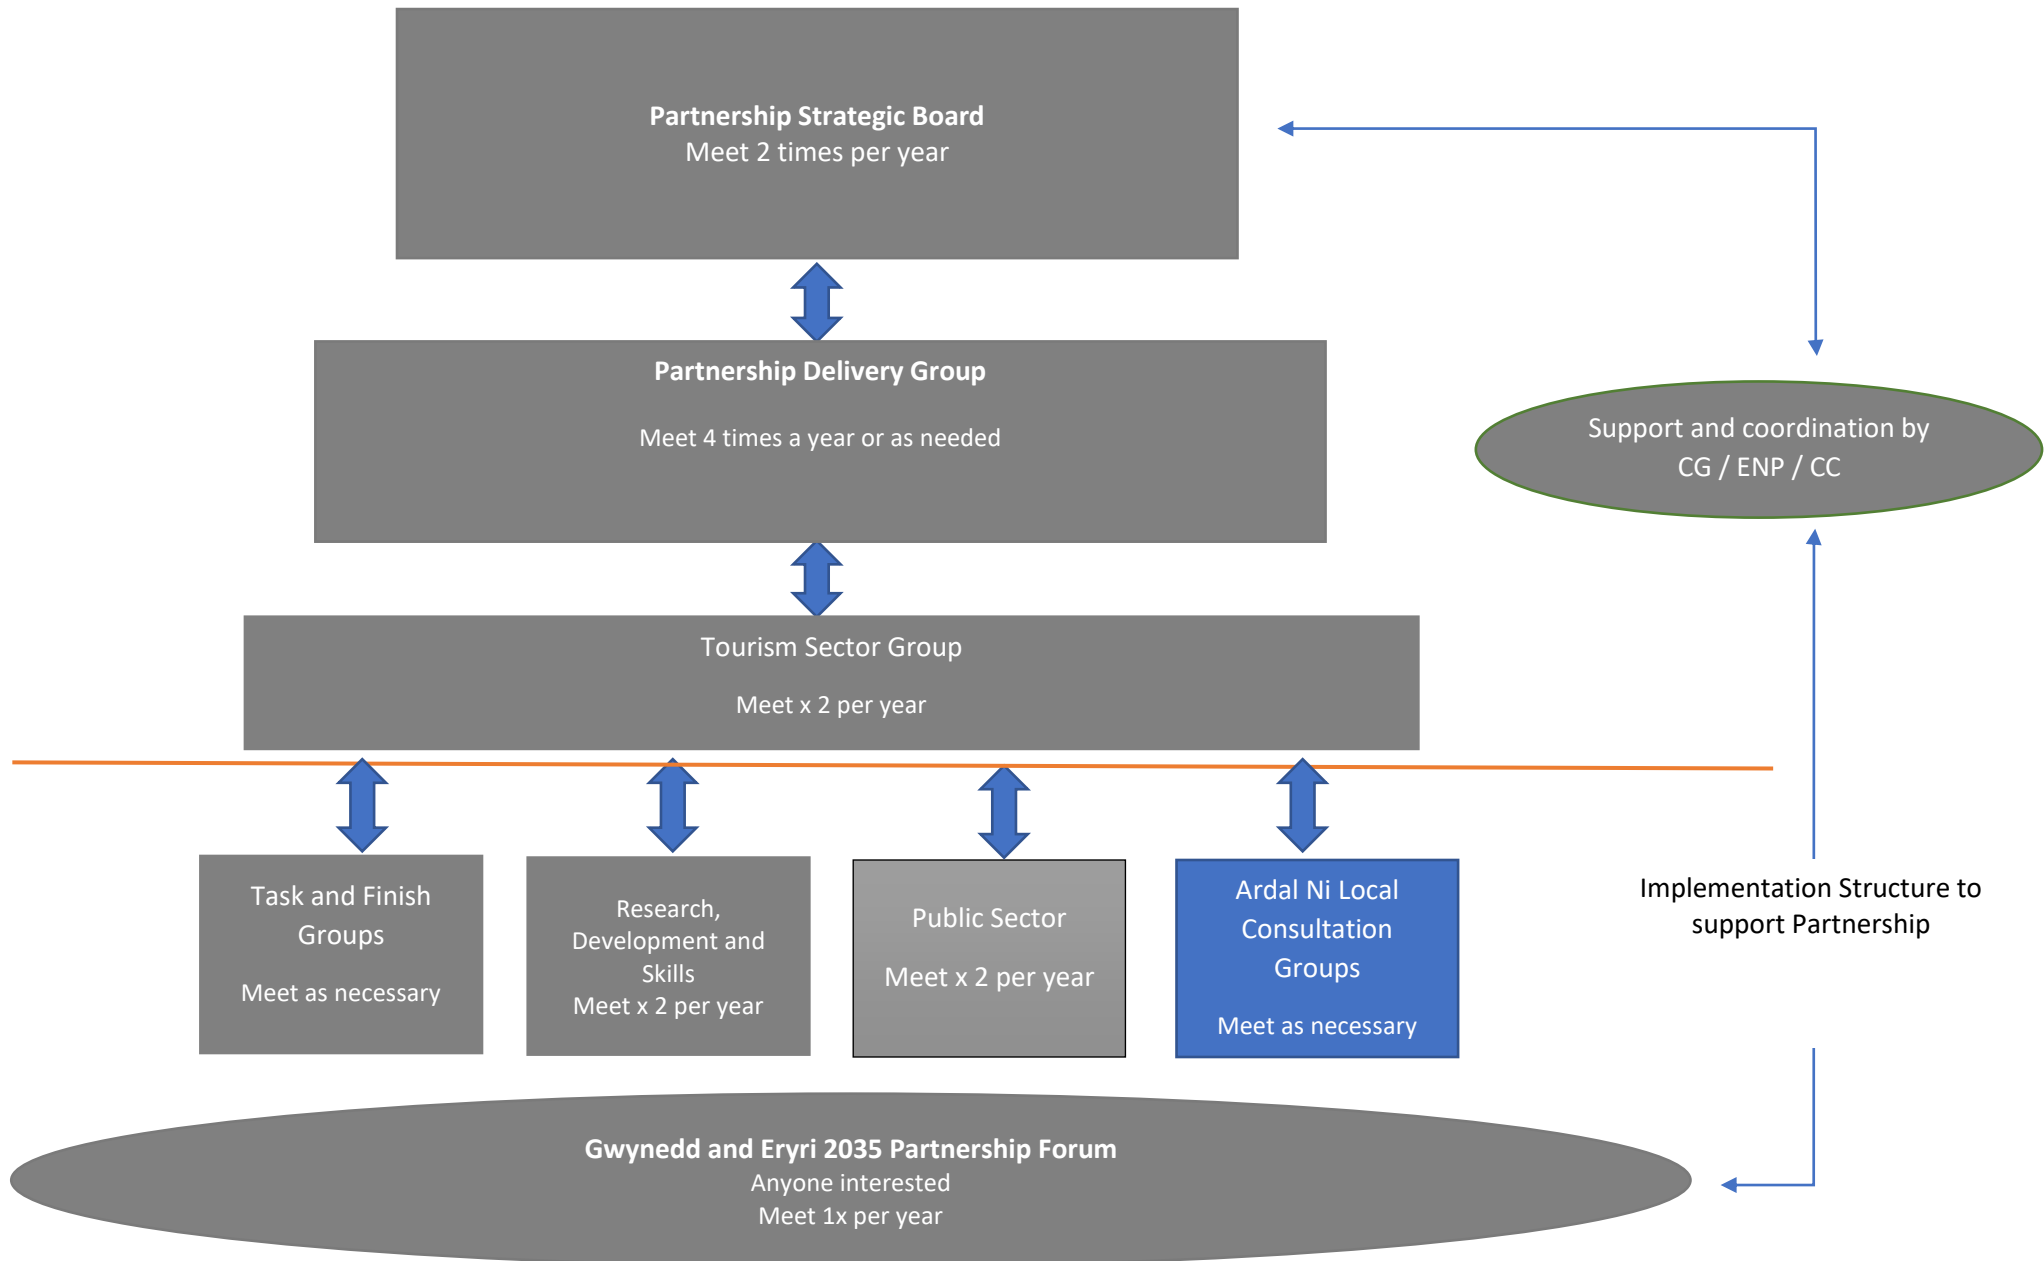 Partnership Strategic Board
Meet 2 times per year
Partnership Delivery Group
Meet 4 times a year or as needed
Support and coordination by
CG / ENP / CC
Tourism Sector Group
Meet x 2 per year
Task and Finish
Groups
Meet as necessary
Research,
Development and
Skills
Meet x 2 per year
Public Sector
Meet x 2 per year
Ardal Ni Local
Consultation
Groups
Meet as necessary
Implementation Structure to
support Partnership
Gwynedd and Eryri 2035 Partnership Forum
Anyone interested
Meet 1x per year